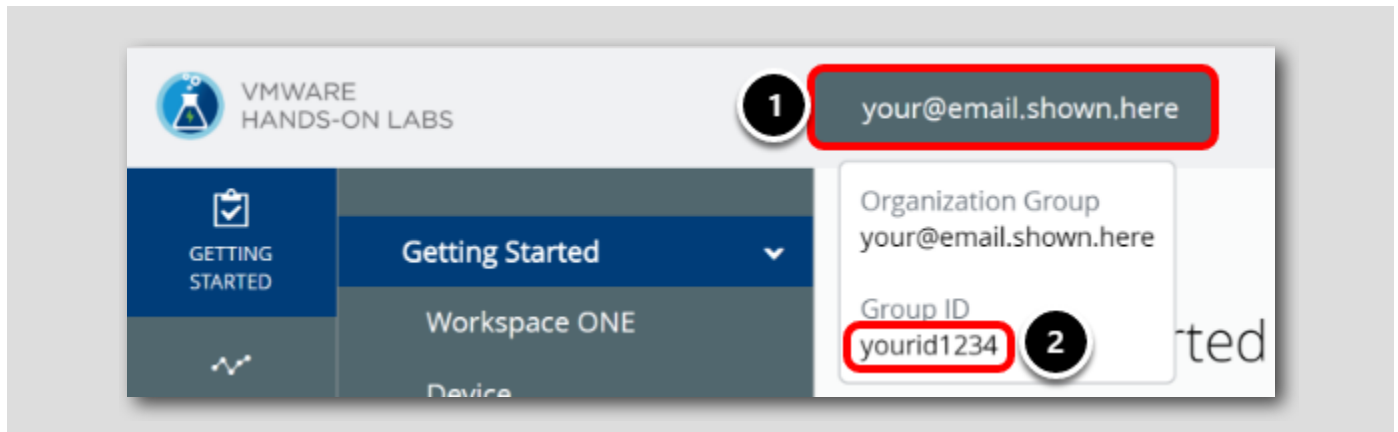 VMWARE
HANDS-ON LABS
1
your@email.shown.here
Organization Group
your@email.shown.here
GETTING
STARTED
Getting Started
Group ID
yourid1234
2
rted
Workspace ONE
Device